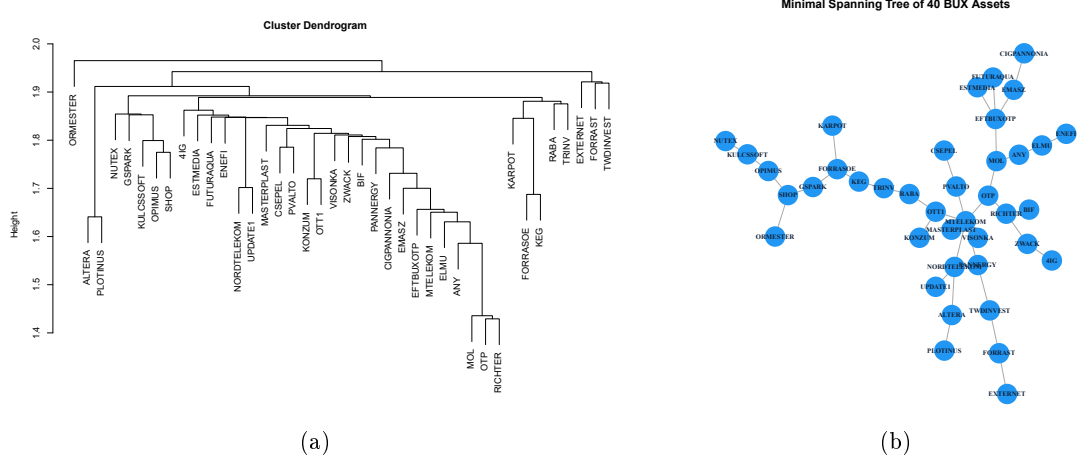 Cluster Dendrogram
Height
2.0
1.9
1.8
1.7
1.6
1.5
1.4
ORMESTER
ALTERA
PLOTINUS
NUTEX
GSPARK
KULCSSOFT
OPIMUS
SHOP
4IG
ESTMEDIA
FUTURAQUA
ENEFI
NORDTELEKOM
UPDATE1
MASTERPLAST
CSEPEL
PVALTO
KONZUM
OTT1
VISONKA
ZWACK
BIF
PANNERGY
CIGPANNONIA
EMASZ
EFTBUXOTP
MTELEKOM
ELMU
ANY
MOL
OTP
RICHTER
KARPOT
FORRASOE
KEG
RABA
TRINV
EXTERNET
FORRAST
TWDINVEST
(a)
Minimal Spanning Tree of 40 BUX Assets
CIGPANNONIA
FUTURAQUA
ESTMEDIA
EMASZ
EFTBUXOTP
KARPOT
ENEFI
NUTEX
ELMU
CSEPEL
KULCSSOFT
ANY
MOL
OPIMUS
FORRASOE
KEG
GSPARK
PVALTO
TRINV
SHOP
RABA
OTP
OTT1
RICHTER
BIF
MTELEKOM
MASTERPLAST
ORMESTER
KONZUM
VISONKA
ZWACK
4IG
NORDTELEKOM
PANNERGY
UPDATE1
TWDINVEST
ALTERA
PLOTINUS
FORRAST
EXTERNET
(b)